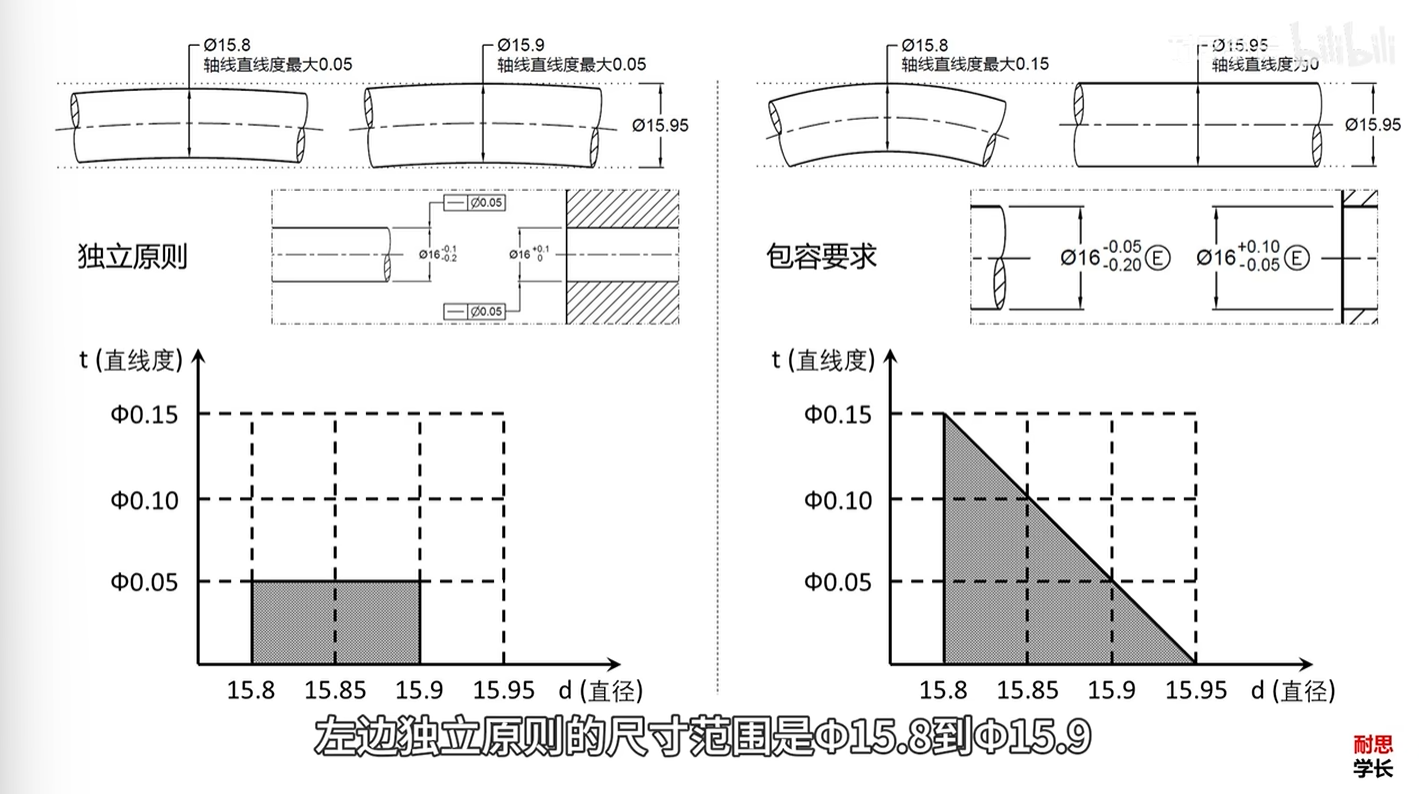 Ø15.8
轴线直线度最大0.05
Ø15.9
轴线直线度最大0.05
Ø15.95
Ø0.05
独立原则
Ø16 -0.1 -0.2
Ø16 +0.1 0
Ø0.05
t (直线度)
Φ0.15
Φ0.10
Φ0.05
15.8 15.85 15.9 15.95 d (直径)
Ø15.8
轴线直线度最大0.15
Ø15.95
轴线直线度为0
bilibili
Ø15.95
包容要求
Ø16 -0.05 -0.20 Ⓔ
Ø16 +0.10 -0.05 Ⓔ
t (直线度)
Φ0.15
Φ0.10
Φ0.05
15.8 15.85 15.9 15.95 d (直径)
左边独立原则的尺寸范围是Φ15.8到Φ15.9
耐思
学长